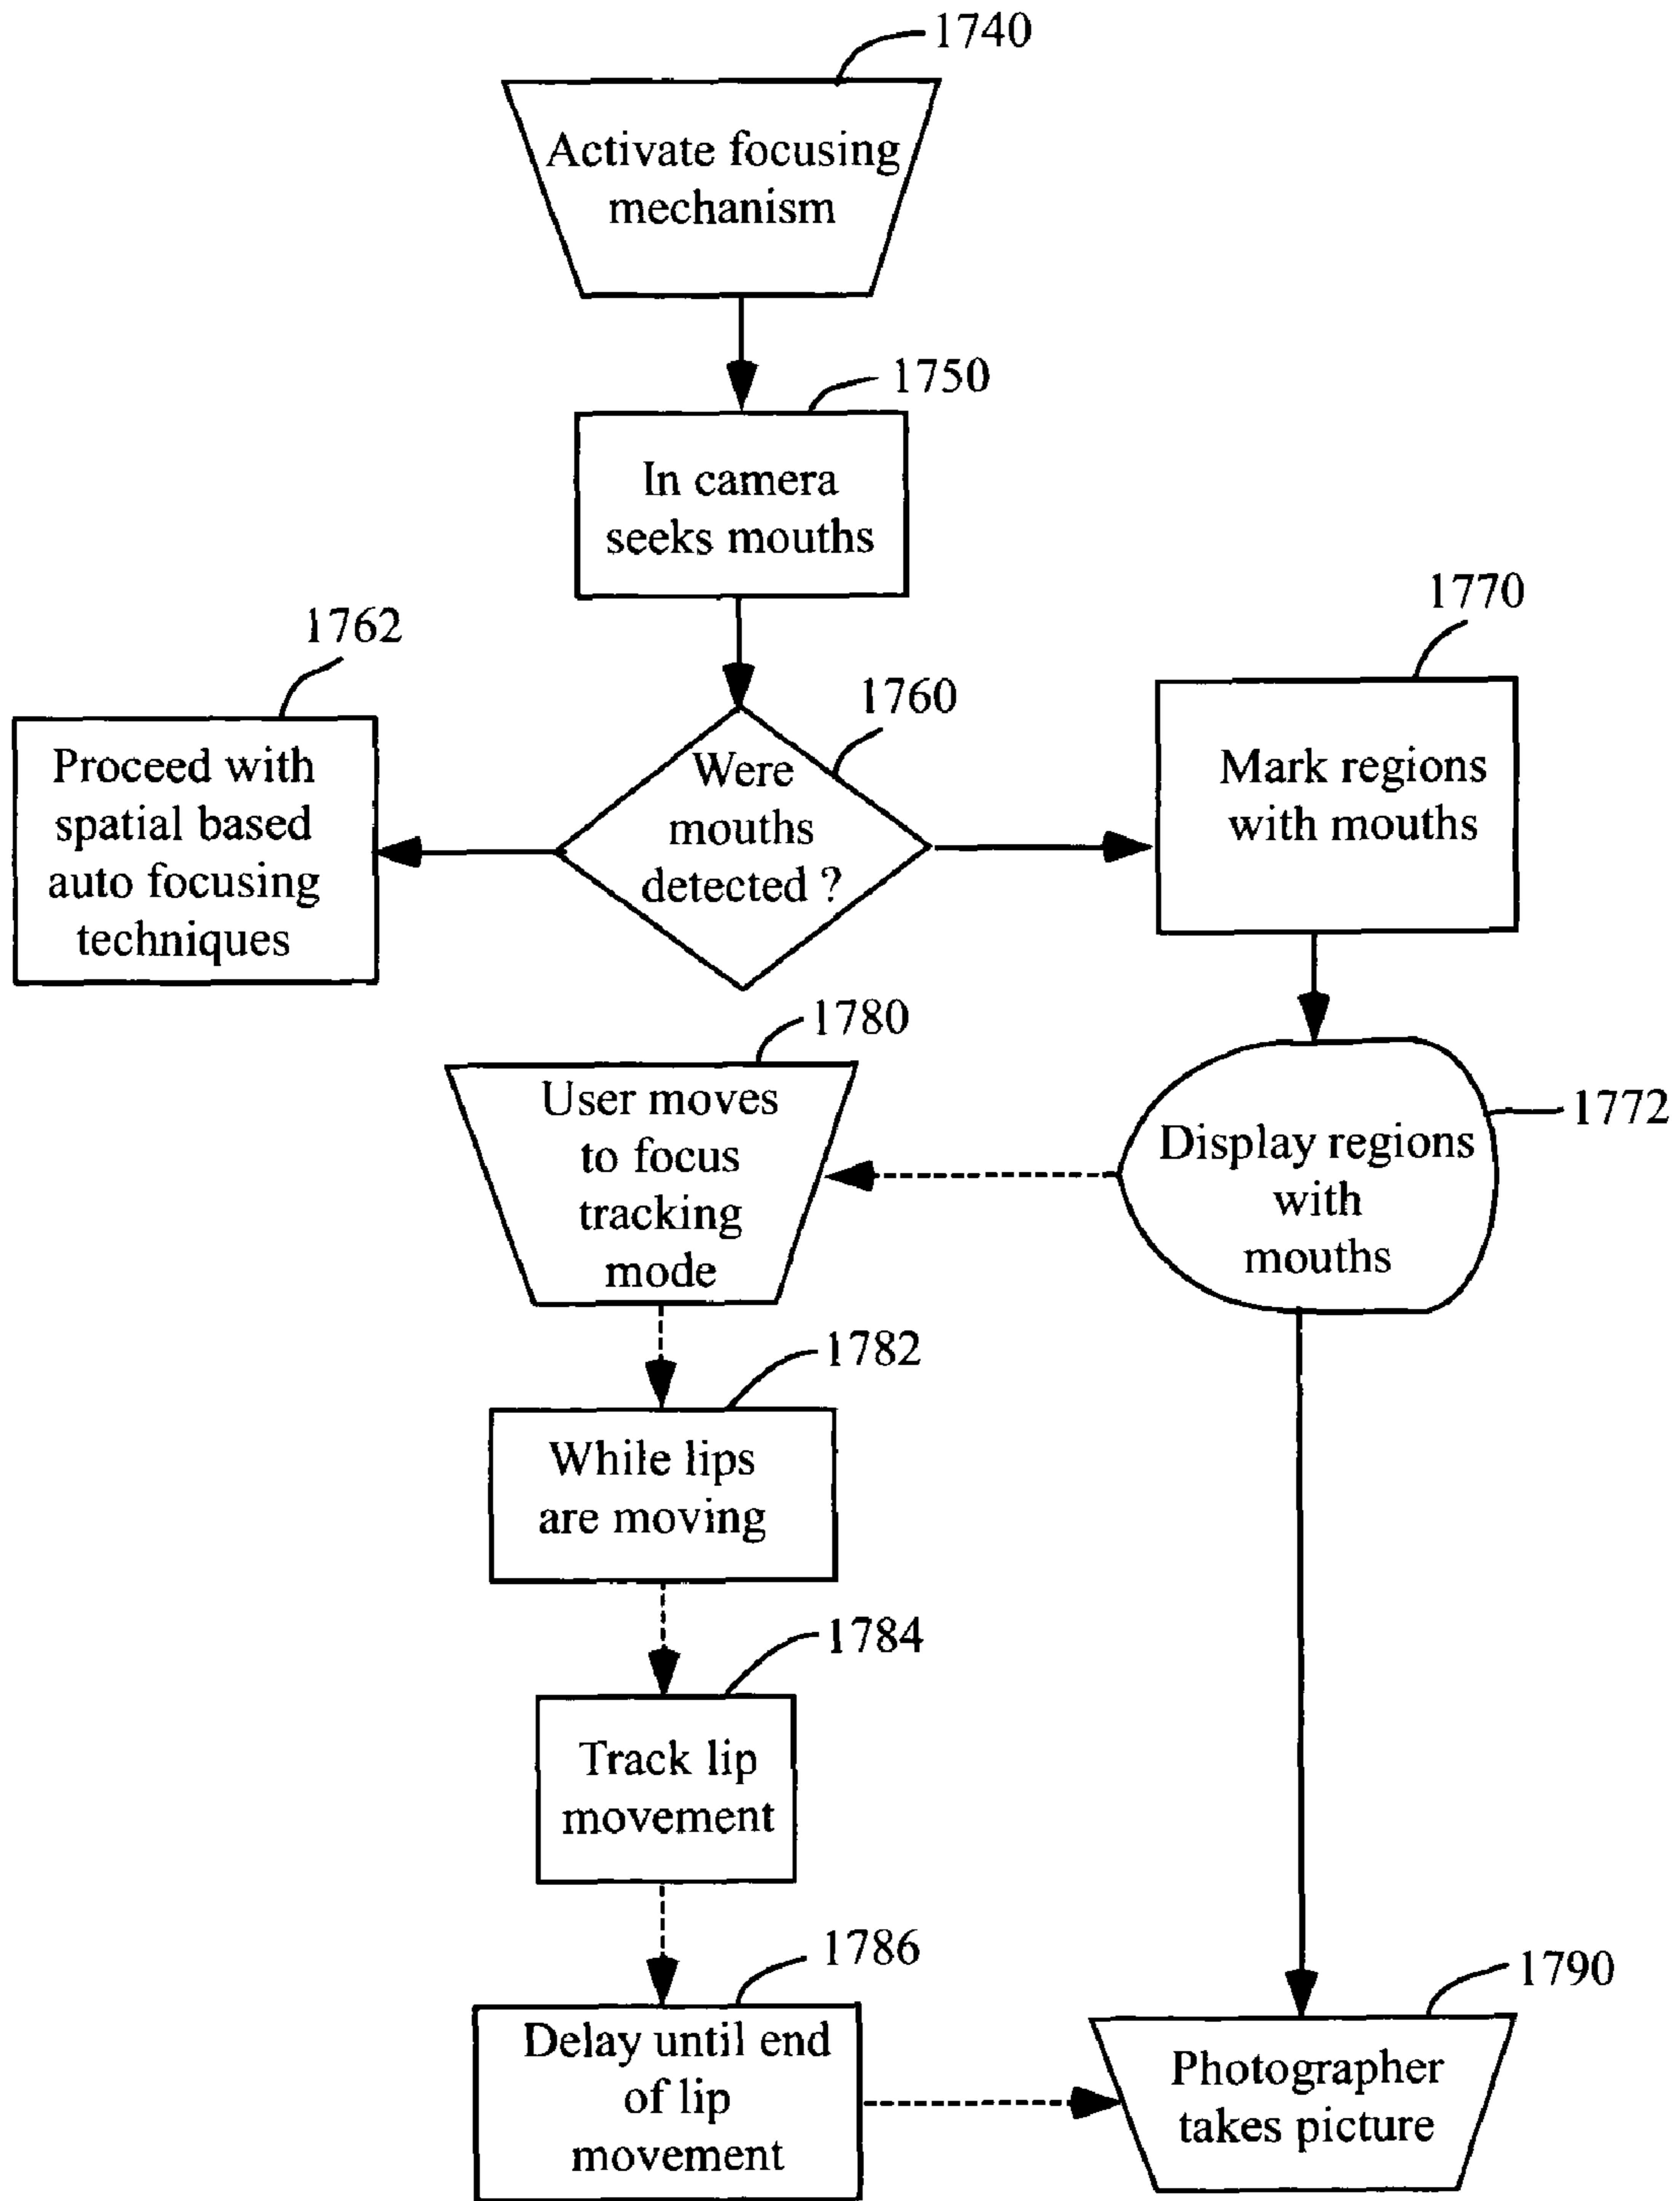 1740
Activate focusing
mechanism
1750
In camera
seeks mouths
1762
Proceed with
spatial based
auto focusing
techniques
1760
Were
mouths
detected ?
1770
Mark regions
with mouths
1780
User moves
to focus
tracking
mode
1772
Display regions
with
mouths
1782
While lips
are moving
1784
Track lip
movement
1786
Delay until end
of lip
movement
1790
Photographer
takes picture